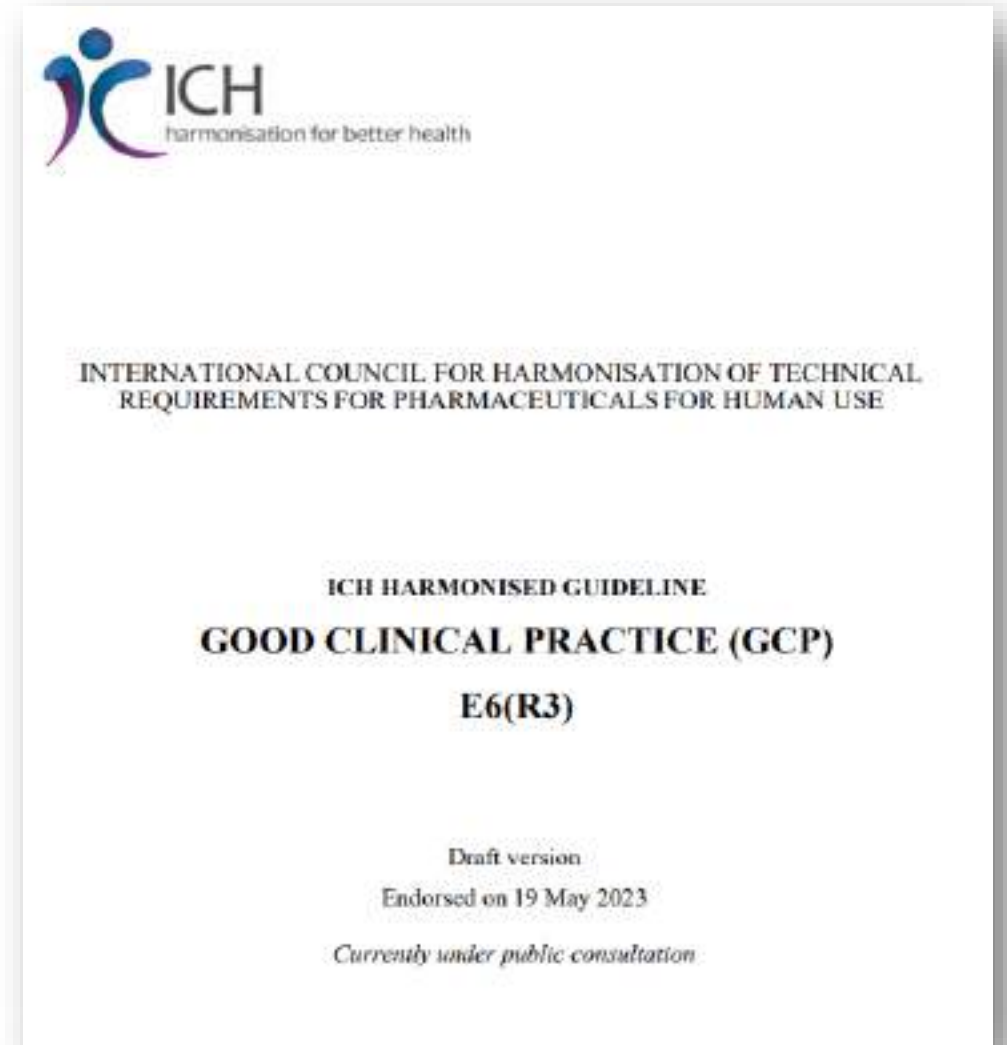 ICH
harmonisation for better health
INTERNATIONAL COUNCIL FOR HARMONISATION OF TECHNICAL
REQUIREMENTS FOR PHARMACEUTICALS FOR HUMAN USE
ICH HARMONISED GUIDELINE
GOOD CLINICAL PRACTICE (GCP)
E6(R3)
Draft version
Endorsed on 19 May 2023
Currently under public consultation